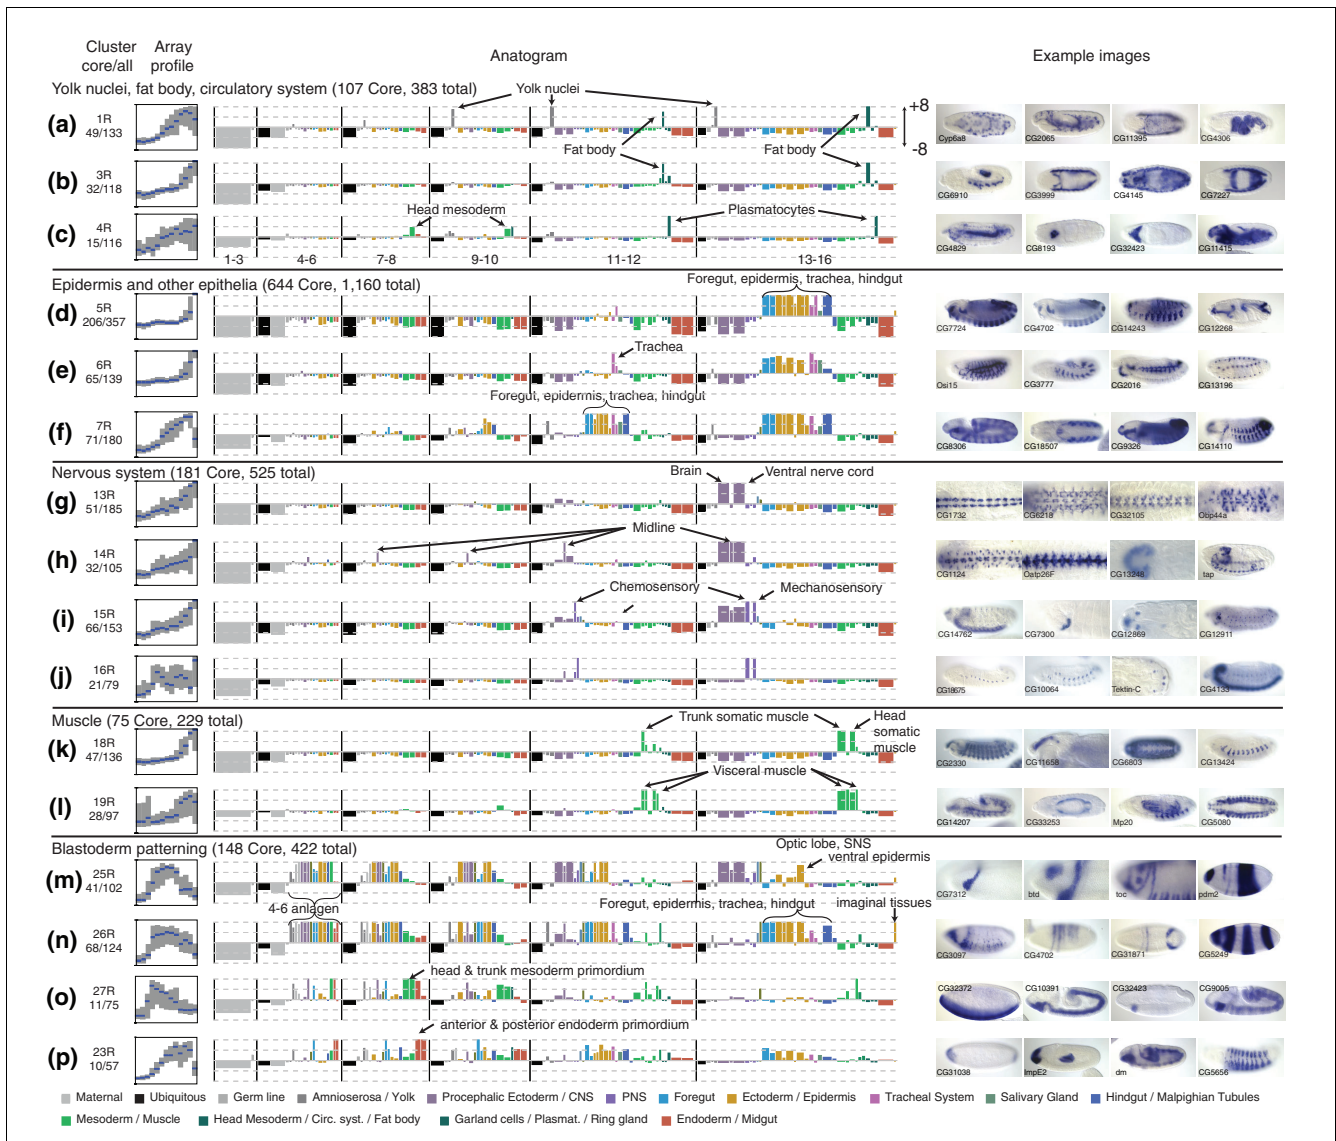 Cluster core/all
Array profile
Anatogram
Example images
Yolk nuclei, fat body, circulatory system (107 Core, 383 total)
Yolk nuclei
(a) 1R 49/133
Fat body
Fat body
+8
-8
Cyp6a8 CG2065 CG11395 CG4306
(b) 3R 32/118
CG6910 CG3999 CG4145 CG7227
(c) 4R 15/116
Head mesoderm
Plasmatocytes
CG4829 CG8193 CG32423 CG11415
1-3 4-6 7-8 9-10 11-12 13-16
Epidermis and other epithelia (644 Core, 1,160 total)
Foregut, epidermis, trachea, hindgut
(d) 5R 206/357
CG7724 CG4702 CG14243 CG12268
(e) 6R 65/139
Trachea
Osi15 CG3777 CG2016 CG13196
Foregut, epidermis, trachea, hindgut
(f) 7R 71/180
CG8306 CG18507 CG9326 CG14110
Nervous system (181 Core, 525 total)
Brain
Ventral nerve cord
(g) 13R 51/185
CG1732 CG6218 CG32105 Obp44a
(h) 14R 32/105
Midline
CG1124 Oatp26F CG13248 tap
(i) 15R 66/153
Chemosensory
Mechanosensory
CG14762 CG7300 CG12869 CG12911
(j) 16R 21/79
CG18675 CG10064 Tektin-C CG4133
Muscle (75 Core, 229 total)
Trunk somatic muscle
Head somatic muscle
(k) 18R 47/136
CG2330 CG11658 CG6803 CG13424
Visceral muscle
(l) 19R 28/97
CG14207 CG33253 Mp20 CG5080
Blastoderm patterning (148 Core, 422 total)
Optic lobe, SNS
ventral epidermis
(m) 25R 41/102
CG7312 btd toc pdm2
4-6 anlagen
Foregut, epidermis, trachea, hindgut
imaginal tissues
(n) 26R 68/124
CG3097 CG4702 CG31871 CG5249
head & trunk mesoderm primordium
(o) 27R 11/75
CG32372 CG10391 CG32423 CG9005
anterior & posterior endoderm primordium
(p) 23R 10/57
CG31038 ImpE2 dm CG5656
Maternal Ubiquitous Germ line Amnioserosa / Yolk Procephalic Ectoderm / CNS PNS Foregut Ectoderm / Epidermis Tracheal System Salivary Gland Hindgut / Malpighian Tubules
Mesoderm / Muscle Head Mesoderm / Circ. syst. / Fat body Garland cells / Plasmat. / Ring gland Endoderm / Midgut